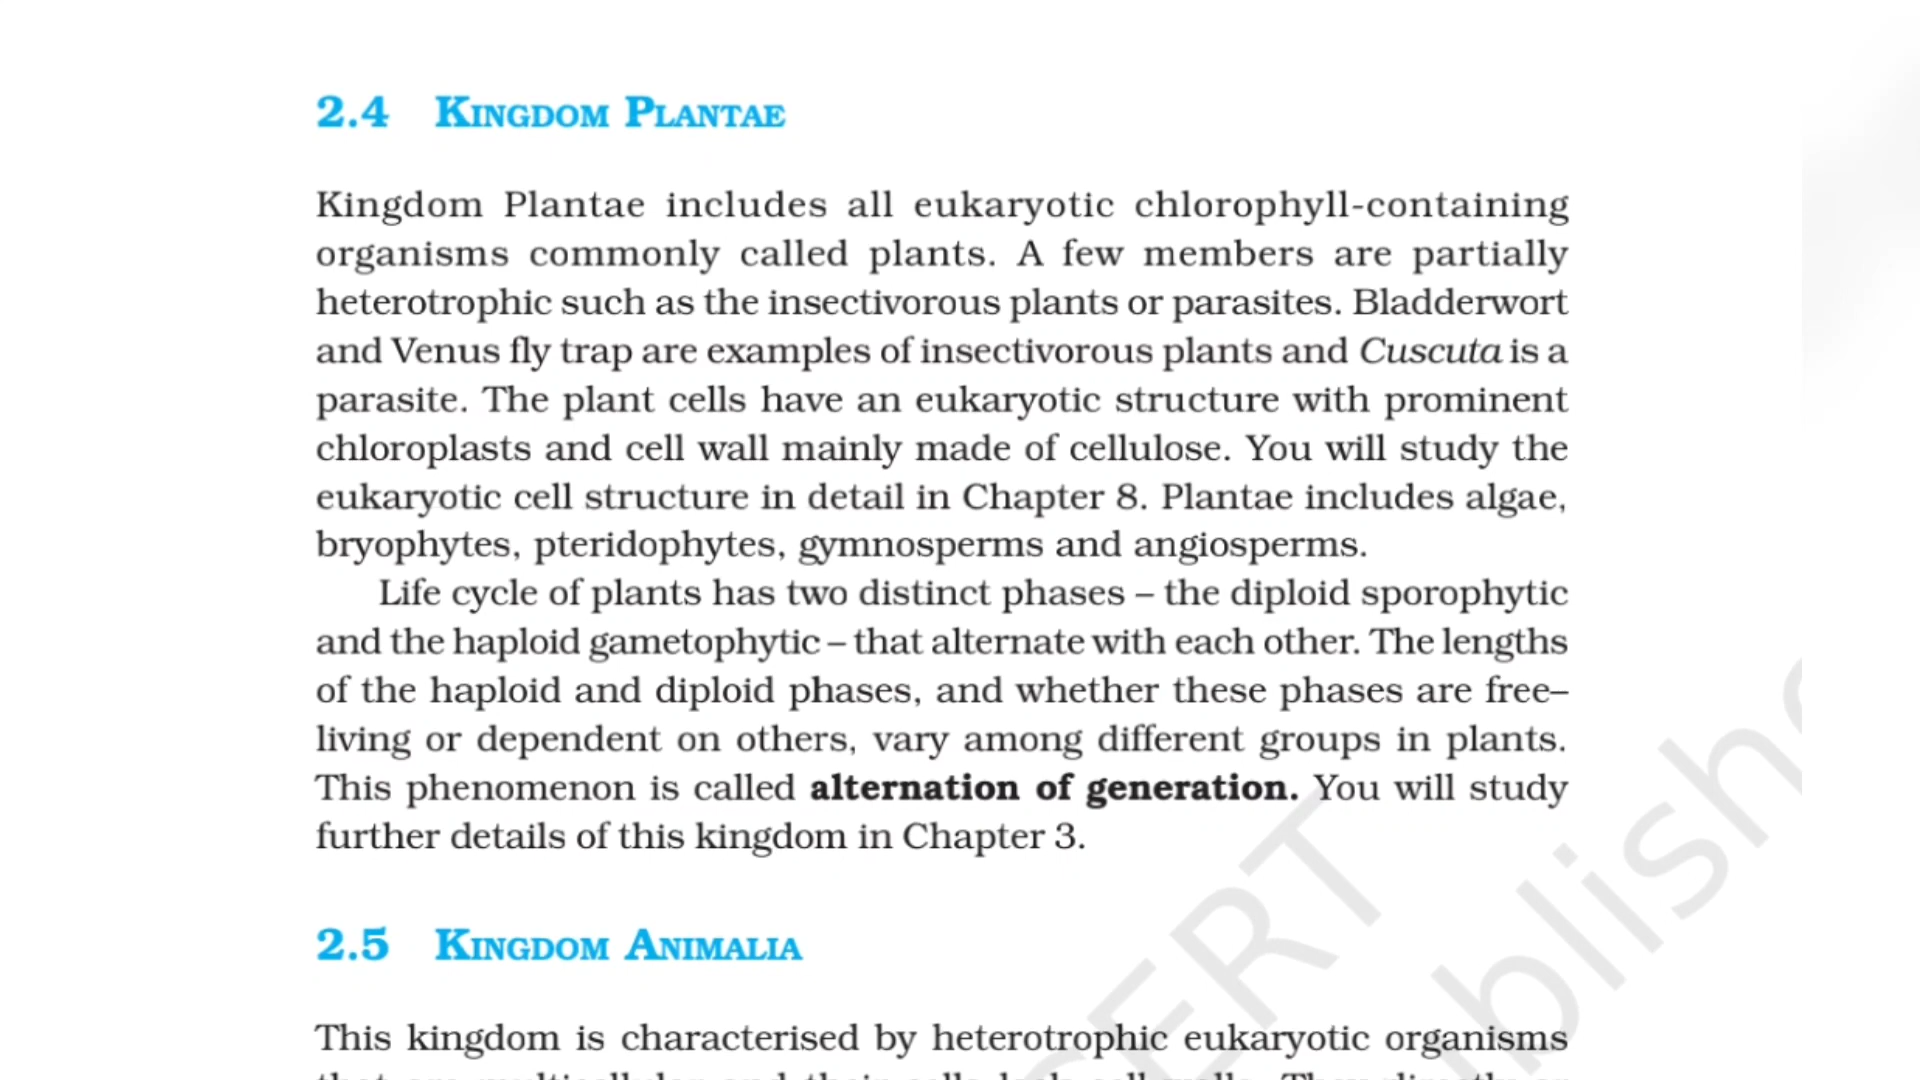 2.4 Kingdom Plantae
Kingdom Plantae includes all eukaryotic chlorophyll-containing
organisms commonly called plants. A few members are partially
heterotrophic such as the insectivorous plants or parasites. Bladderwort
and Venus fly trap are examples of insectivorous plants and Cuscuta is a
parasite. The plant cells have an eukaryotic structure with prominent
chloroplasts and cell wall mainly made of cellulose. You will study the
eukaryotic cell structure in detail in Chapter 8. Plantae includes algae,
bryophytes, pteridophytes, gymnosperms and angiosperms.
Life cycle of plants has two distinct phases – the diploid sporophytic
and the haploid gametophytic – that alternate with each other. The lengths
of the haploid and diploid phases, and whether these phases are free–
living or dependent on others, vary among different groups in plants.
This phenomenon is called alternation of generation. You will study
further details of this kingdom in Chapter 3.
2.5 Kingdom Animalia
This kingdom is characterised by heterotrophic eukaryotic organisms